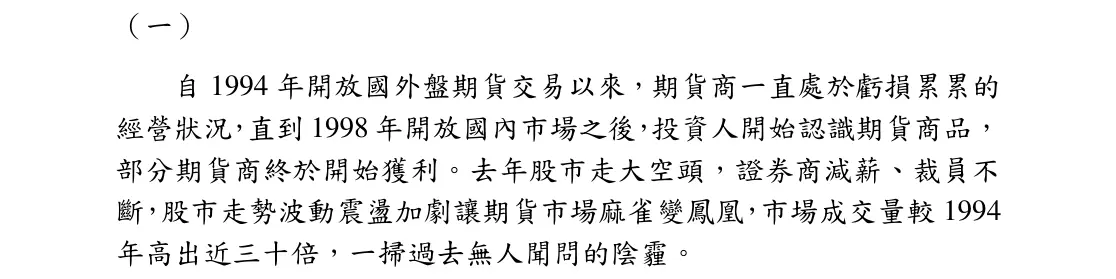 （一）
自 1994 年開放國外盤期貨交易以來，期貨商一直處於虧損累累的
經營狀況，直到 1998 年開放國內市場之後，投資人開始認識期貨商品，
部分期貨商終於開始獲利。去年股市走大空頭，證券商減薪、裁員不
斷，股市走勢波動震盪加劇讓期貨市場麻雀變鳳凰，市場成交量較 1994
年高出近三十倍，一掃過去無人聞問的陰霾。